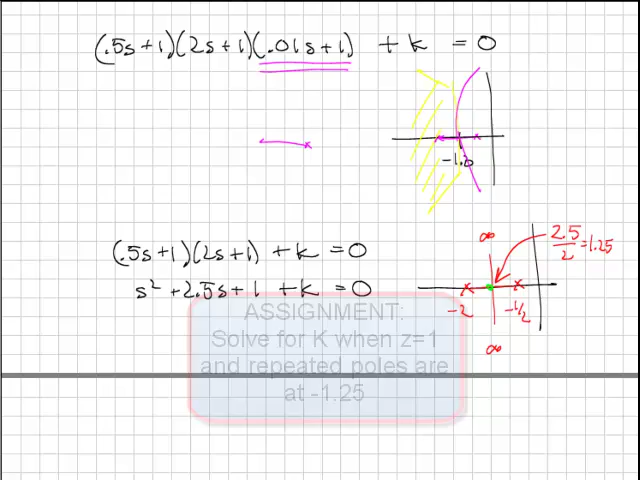 (.5s+1)(2s+1)(.01s+1) + k = 0
-1.
(.5s+1)(2s+1) + k = 0
s² + 2.5s + 1 + k = 0
∞
2.5/2 = 1.25
-2
-1/2
∞
ASSIGNMENT:
Solve for K when z=1
and repeated poles are
at -1.25